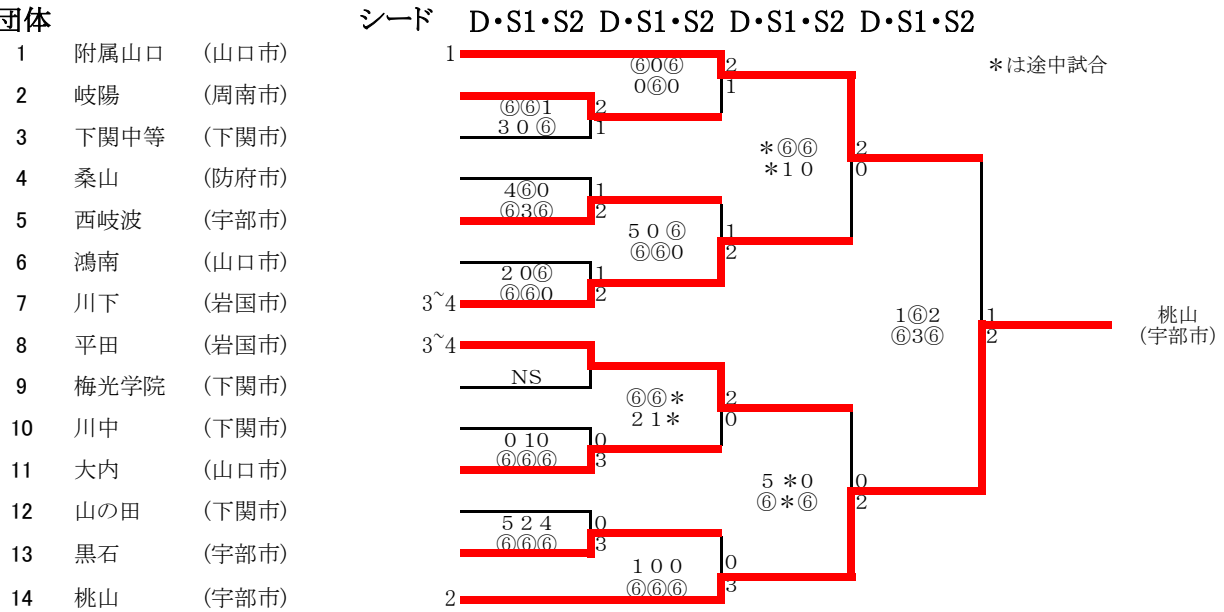 団体 シード D・S1・S2 D・S1・S2 D・S1・S2 D・S1・S2
1 附属山口 (山口市) 1
⑥0⑥ 2
*は途中試合
0⑥0 1
2 岐陽 (周南市)
⑥⑥1 2
3 0 ⑥ 1
3 下関中等 (下関市)
*⑥⑥ 2
*1 0 0
4 桑山 (防府市)
4⑥0 1
⑥3⑥ 2
5 西岐波 (宇部市)
5 0 ⑥ 1
⑥⑥0 2
6 鴻南 (山口市)
2 0⑥ 1
⑥⑥0 2
7 川下 (岩国市) 3~4
1⑥2 1
⑥3⑥ 2
桃山
(宇部市)
8 平田 (岩国市) 3~4
NS
9 梅光学院 (下関市)
⑥⑥* 2
2 1* 0
10 川中 (下関市)
0 10 0
⑥⑥⑥ 3
11 大内 (山口市)
5 *0 0
⑥*⑥ 2
12 山の田 (下関市)
5 2 4 0
⑥⑥⑥ 3
13 黒石 (宇部市)
1 0 0 0
⑥⑥⑥ 3
14 桃山 (宇部市) 2